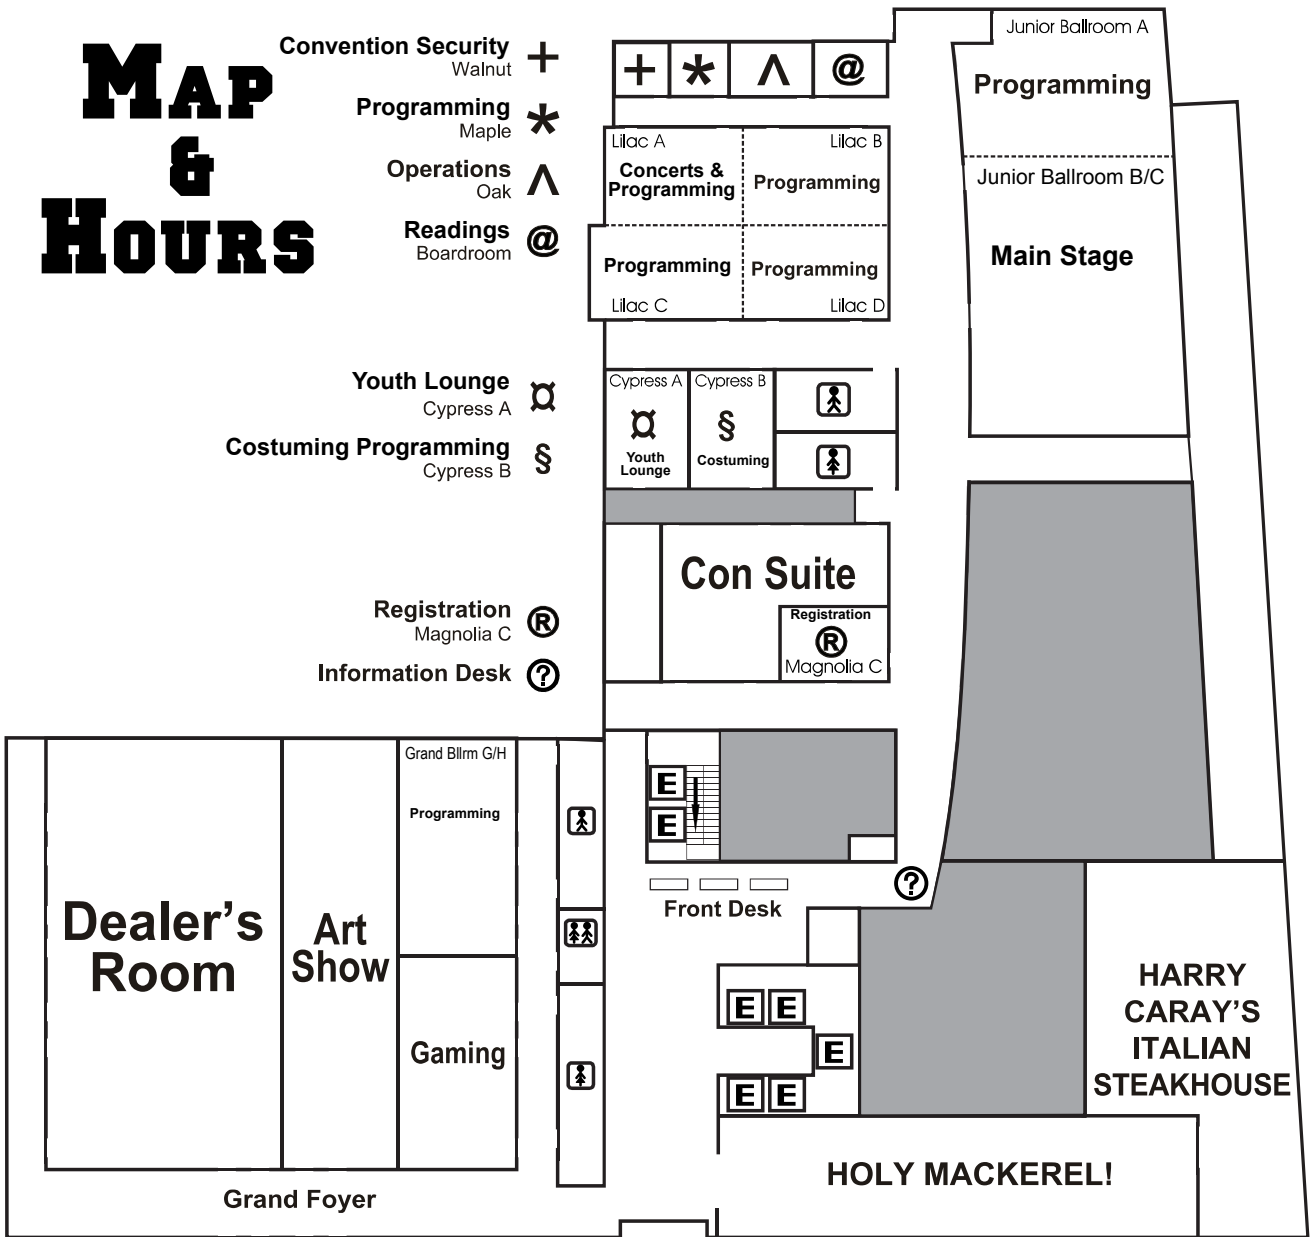 MAP
&
HOURS
Convention Security
Walnut
+
Programming
Maple
*
Operations
Oak
Λ
Readings
Boardroom
@
Youth Lounge
Cypress A
¤
Costuming Programming
Cypress B
§
Registration
Magnolia C
®
Information Desk
?
+ * Λ @
Junior Ballroom A
Programming
Junior Ballroom B/C
Main Stage
Lilac A
Concerts &
Programming
Lilac B
Programming
Programming
Lilac C
Programming
Lilac D
Cypress A
¤
Youth
Lounge
Cypress B
§
Costuming
Con Suite
Registration
®
Magnolia C
Grand Bllrm G/H
Programming
Dealer's
Room
Art
Show
Gaming
Grand Foyer
E
E
Front Desk
?
E E
E
E E
HARRY
CARAY'S
ITALIAN
STEAKHOUSE
HOLY MACKEREL!